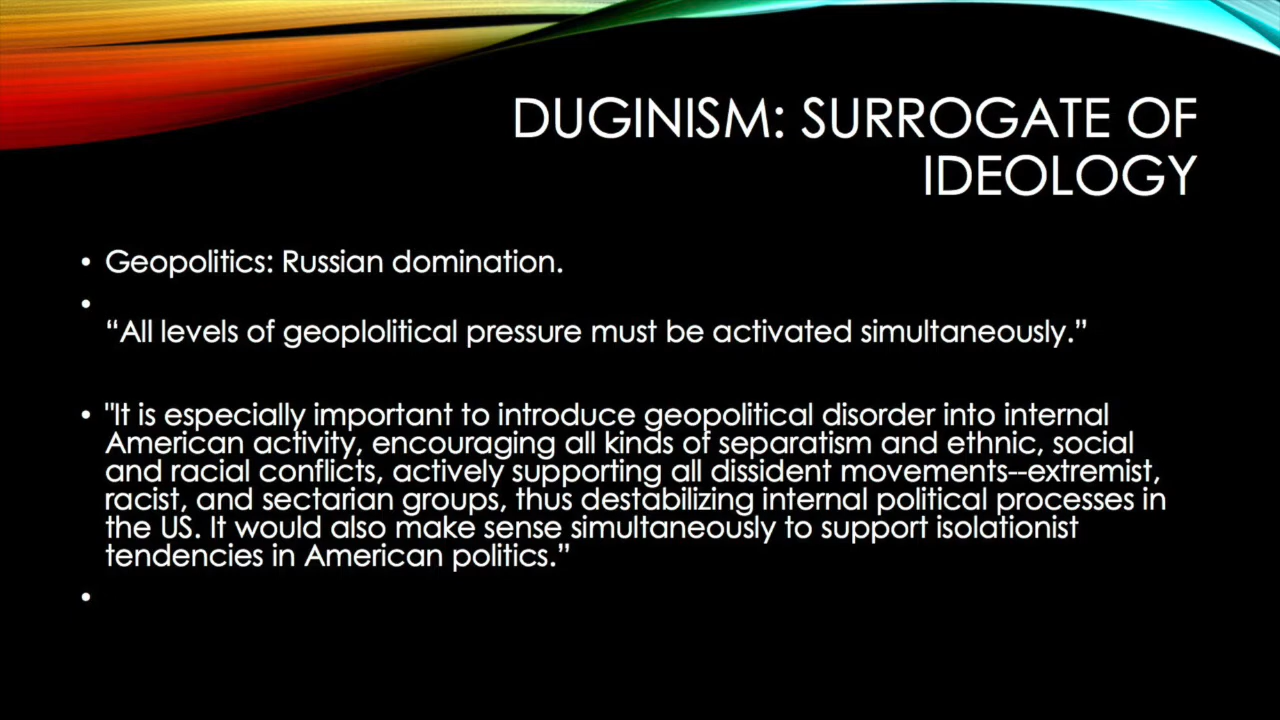 DUGINISM: SURROGATE OF
IDEOLOGY
• Geopolitics: Russian domination.
•
“All levels of geoplolitical pressure must be activated simultaneously.”
• "It is especially important to introduce geopolitical disorder into internal
American activity, encouraging all kinds of separatism and ethnic, social
and racial conflicts, actively supporting all dissident movements--extremist,
racist, and sectarian groups, thus destabilizing internal political processes in
the US. It would also make sense simultaneously to support isolationist
tendencies in American politics.”
•